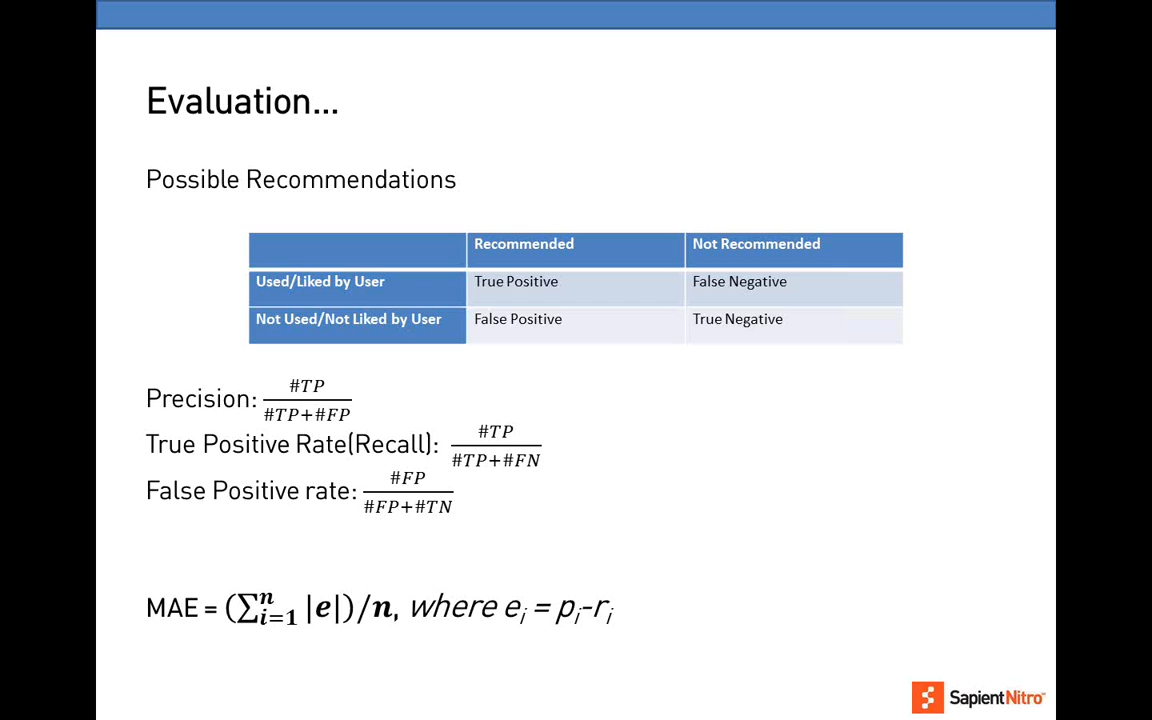 Evaluation...
Possible Recommendations
Recommended Not Recommended
Used/Liked by User True Positive False Negative
Not Used/Not Liked by User False Positive True Negative
Precision: #TP / #TP+#FP
True Positive Rate(Recall): #TP / #TP+#FN
False Positive rate: #FP / #FP+#TN
MAE = (∑ⁿᵢ₌₁ |e|)/n, where eᵢ = pᵢ-rᵢ
SapientNitro™